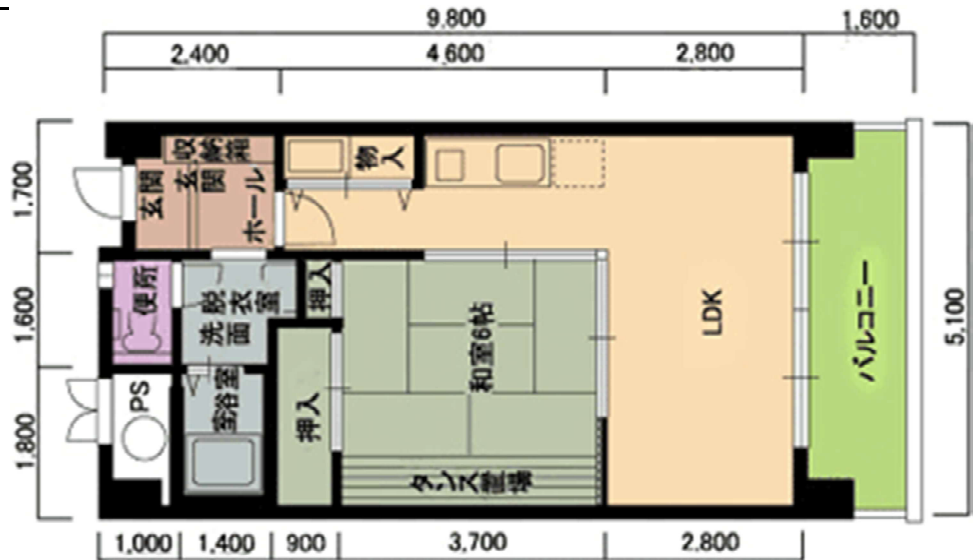 9,800
1,600
2,400
4,600
2,800
1,700
1,600
1,800
5,100
収納箱
玄関
玄関
ホール
物入
便所
脱衣室
洗面
押入
和室6帖
LDK
バルコニー
PS
浴室
押入
タンス置場
1,000
1,400
900
3,700
2,800